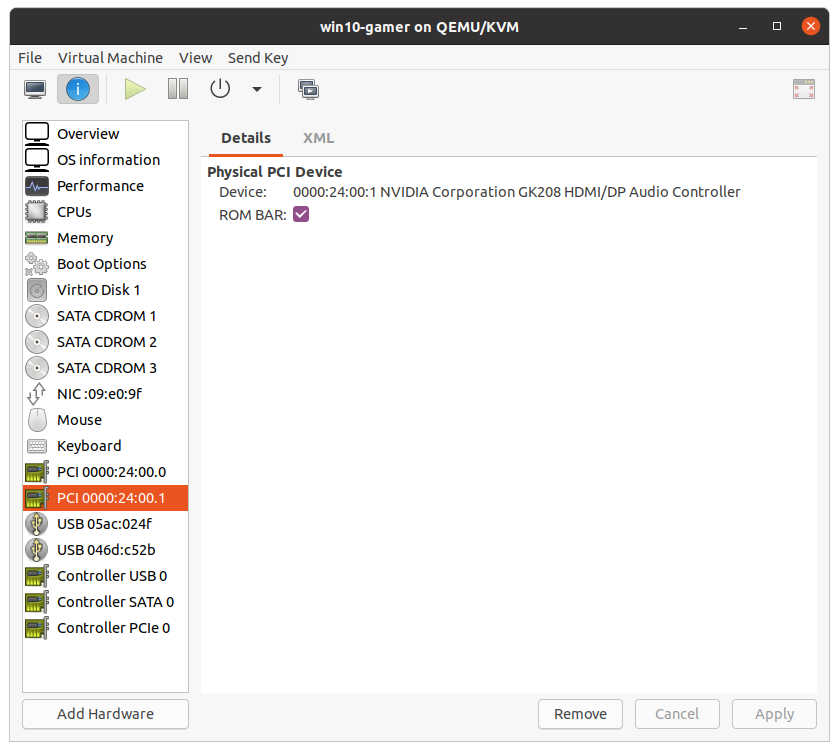 win10-gamer on QEMU/KVM
File Virtual Machine View Send Key
Overview
OS information
Performance
CPUs
Memory
Boot Options
VirtIO Disk 1
SATA CDROM 1
SATA CDROM 2
SATA CDROM 3
NIC :09:e0:9f
Mouse
Keyboard
PCI 0000:24:00.0
PCI 0000:24:00.1
USB 05ac:024f
USB 046d:c52b
Controller USB 0
Controller SATA 0
Controller PCIe 0
Add Hardware
Details XML
Physical PCI Device
Device: 0000:24:00:1 NVIDIA Corporation GK208 HDMI/DP Audio Controller
ROM BAR:
Remove Cancel Apply